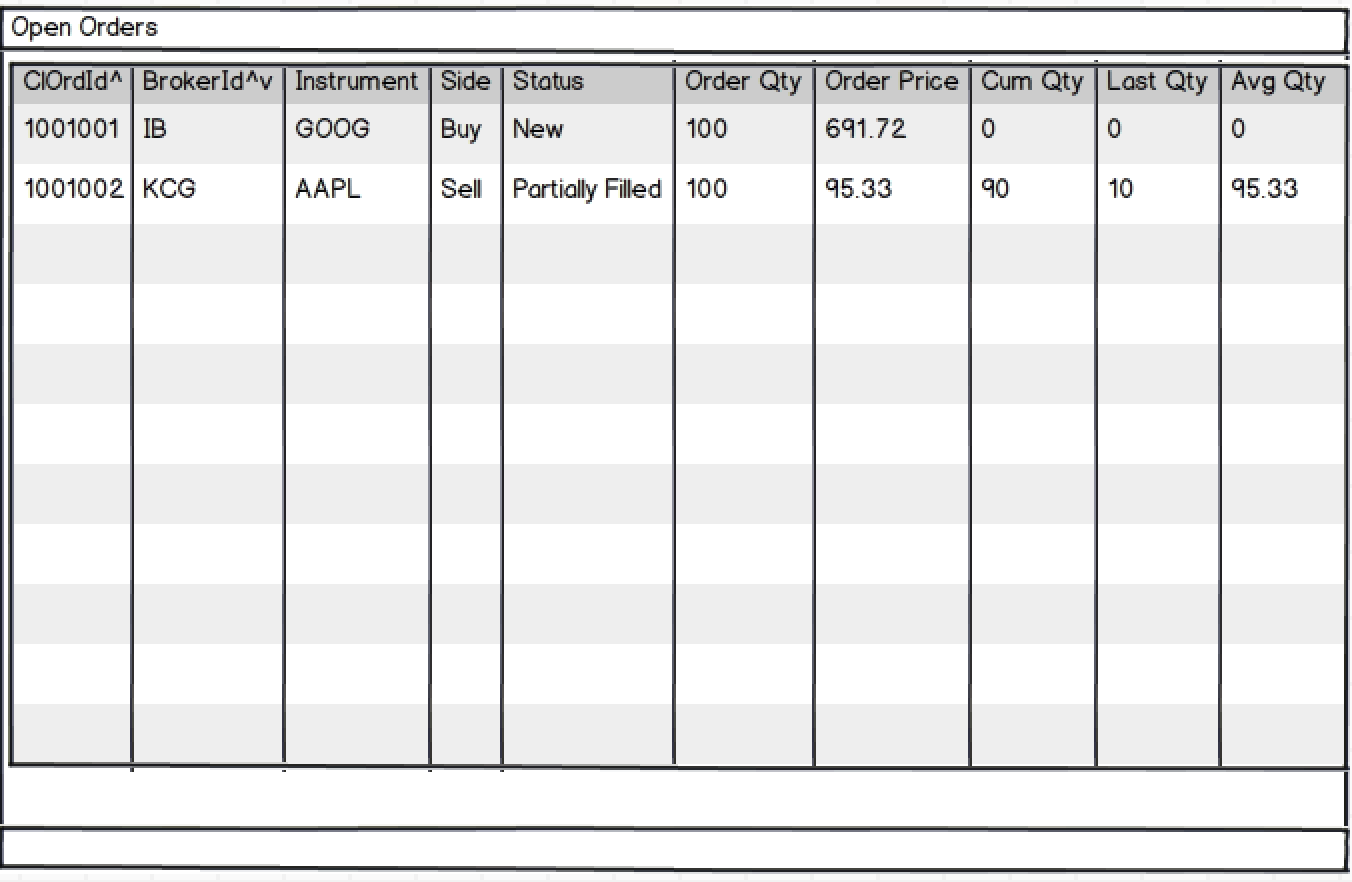 Open Orders
ClOrdId^ BrokerId^v Instrument Side Status Order Qty Order Price Cum Qty Last Qty Avg Qty
1001001 IB GOOG Buy New 100 691.72 0 0 0
1001002 KCG AAPL Sell Partially Filled 100 95.33 90 10 95.33